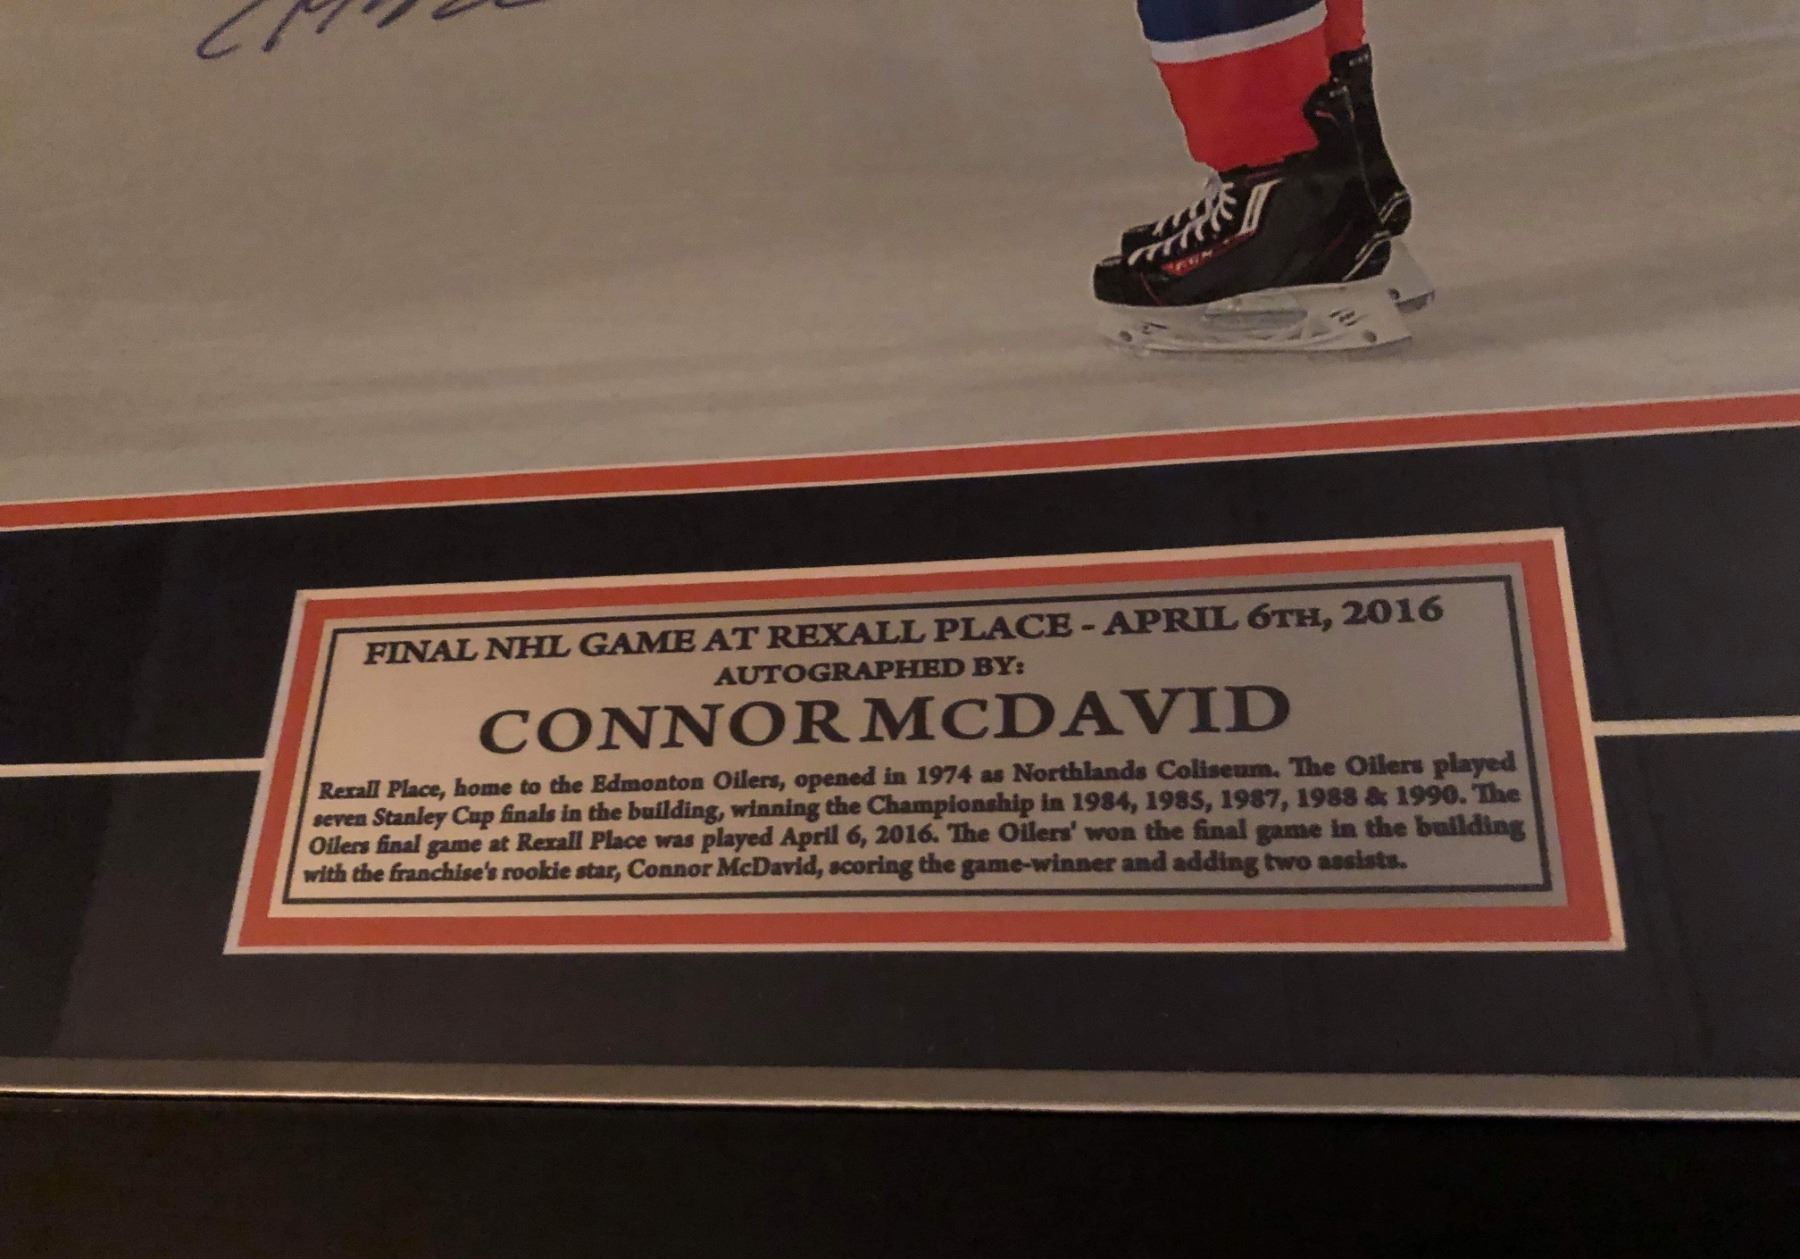 FINAL NHL GAME AT REXALL PLACE - APRIL 6TH, 2016
AUTOGRAPHED BY:
CONNOR MCDAVID
Rexall Place, home to the Edmonton Oilers, opened in 1974 as Northlands Coliseum. The Oilers played
seven Stanley Cup finals in the building, winning the Championship in 1984, 1985, 1987, 1988 & 1990. The
Oilers final game at Rexall Place was played April 6, 2016. The Oilers' won the final game in the building
with the franchise's rookie star, Connor McDavid, scoring the game-winner and adding two assists.